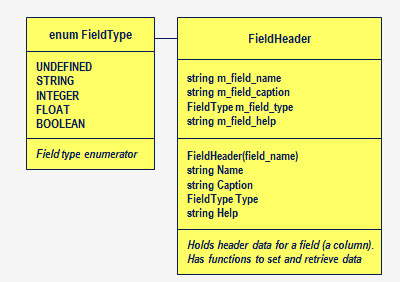 enum FieldType
UNDEFINED
STRING
INTEGER
FLOAT
BOOLEAN
Field type enumerator
FieldHeader
string m_field_name
string m_field_caption
FieldType m_field_type
string m_field_help
FieldHeader(field_name)
string Name
string Caption
FieldType Type
string Help
Holds header data for a field (a column).
Has functions to set and retrieve data